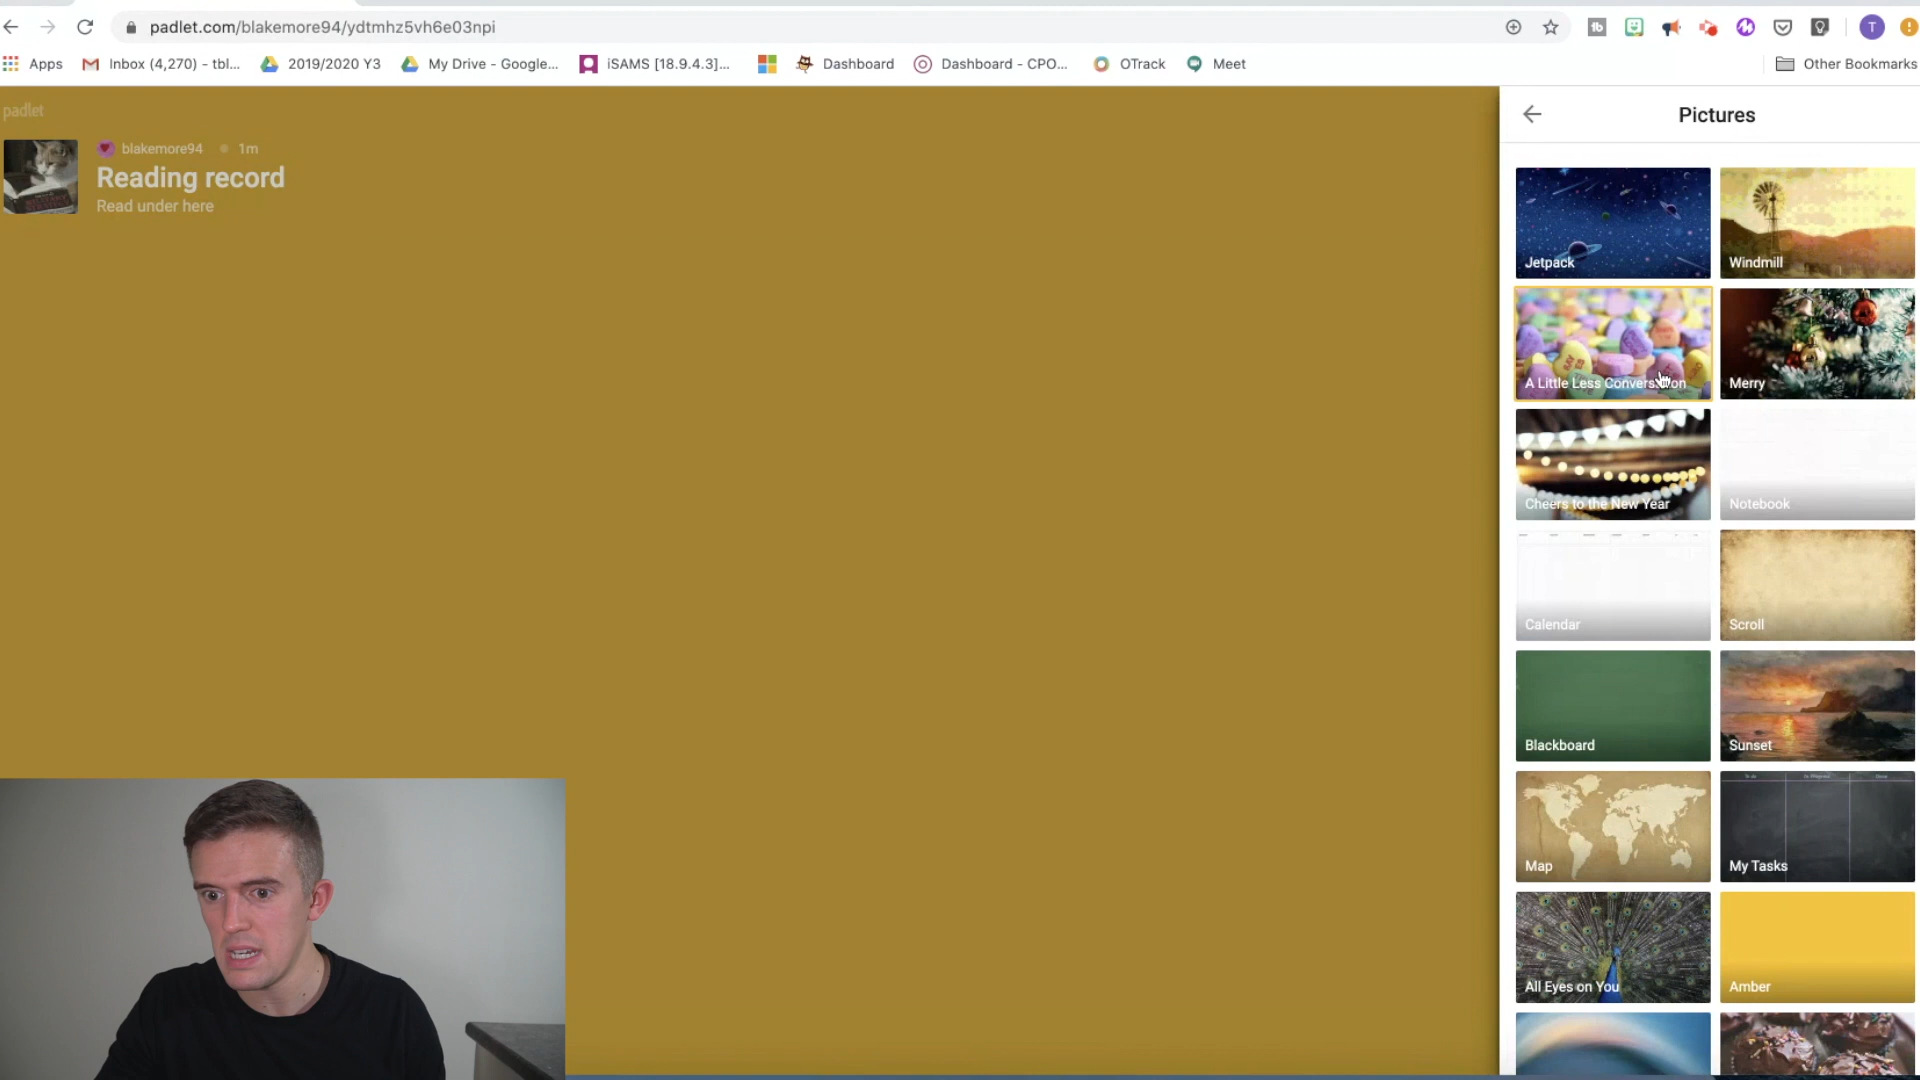 padlet.com/blakemore94/ydtmhz5vh6e03npi
T
Apps
Inbox (4,270) - tbl...
2019/2020 Y3
My Drive - Google...
iSAMS [18.9.4.3]...
Dashboard
Dashboard - CPO...
OTrack
Meet
Other Bookmarks
padlet
blakemore94 1m
Reading record
Read under here
Pictures
Jetpack
Windmill
A Little Less Conversation
Merry
Cheers to the New Year
Notebook
Calendar
Scroll
Blackboard
Sunset
Map
My Tasks
All Eyes on You
Amber